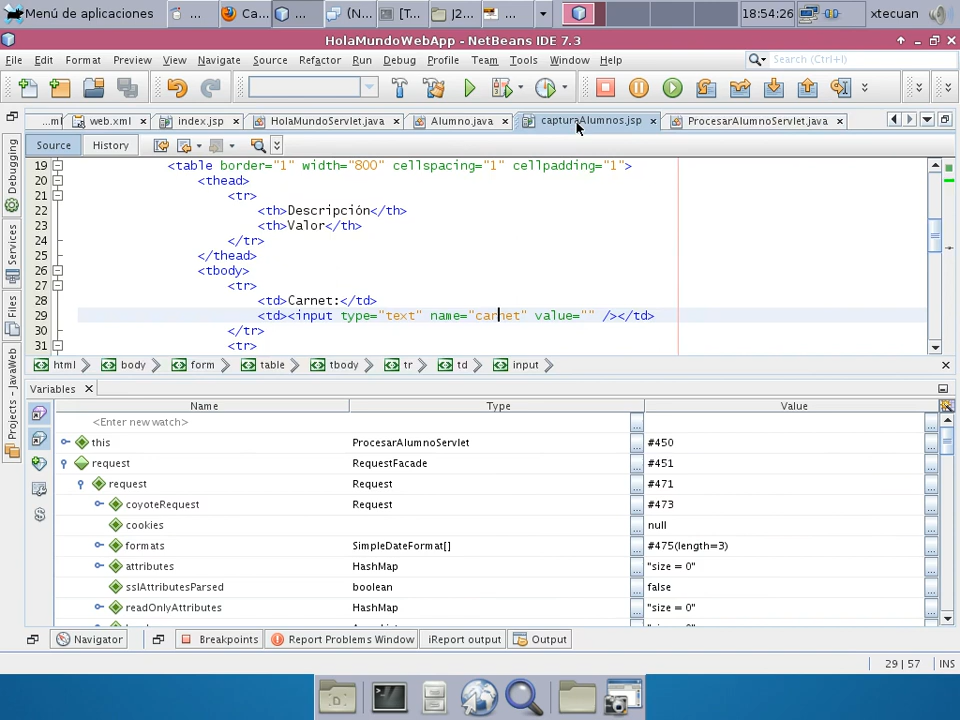 Menú de aplicaciones ... Ca... ... (N... [T... J2... ... 18:54:26 xtecuan
HolaMundoWebApp - NetBeans IDE 7.3
File Edit Format Preview View Navigate Source Refactor Run Debug Profile Team Tools Window Help Search (Ctrl+I)
...ml web.xml index.jsp HolaMundoServlet.java Alumno.java capturaAlumnos.jsp ProcesarAlumnoServlet.java
Source History
19 <table border="1" width="800" cellspacing="1" cellpadding="1">
20 <thead>
21 <tr>
22 <th>Descripción</th>
23 <th>Valor</th>
24 </tr>
25 </thead>
26 <tbody>
27 <tr>
28 <td>Carnet:</td>
29 <td><input type="text" name="carnet" value="" /></td>
30 </tr>
31 <tr>
html body form table tbody tr td input
Debugging
Services
Files
Projects - JavaWeb
Variables
Name Type Value
<Enter new watch> ...
this ProcesarAlumnoServlet ... #450 ...
request RequestFacade ... #451 ...
request Request ... #471 ...
coyoteRequest Request ... #473 ...
cookies ... null ...
formats SimpleDateFormat[] ... #475(length=3) ...
attributes HashMap ... "size = 0" ...
sslAttributesParsed boolean ... false ...
readOnlyAttributes HashMap ... "size = 0" ...
Navigator Breakpoints Report Problems Window iReport output Output
29 | 57 INS